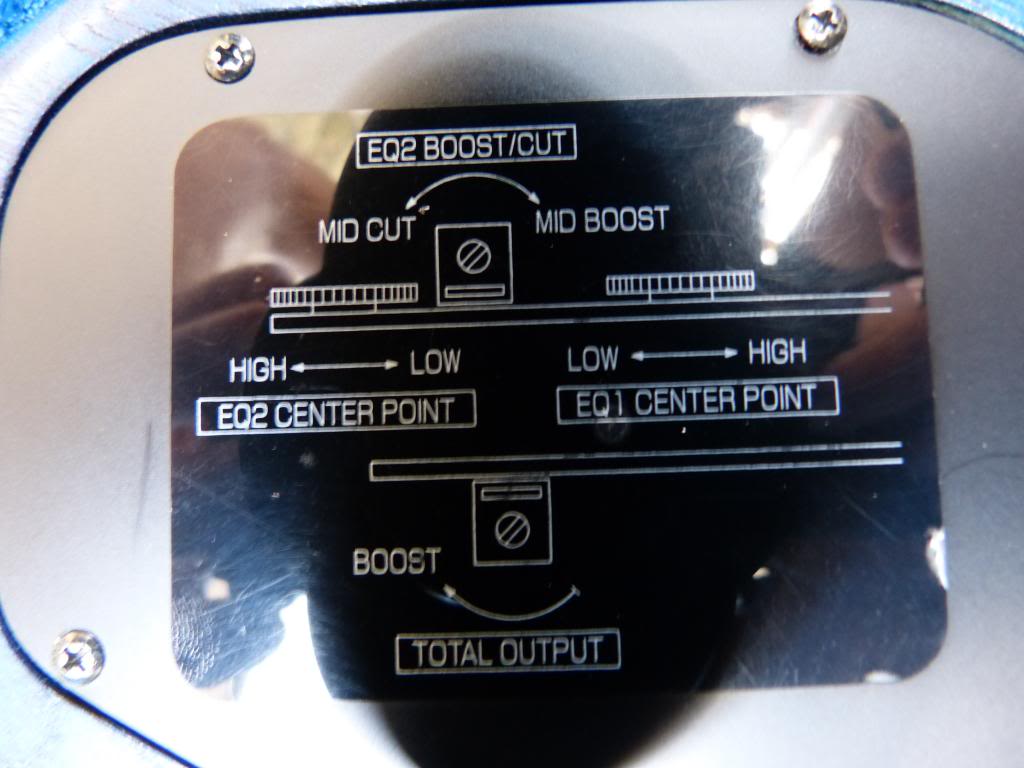 EQ2 BOOST/CUT
MID CUT MID BOOST
HIGH LOW LOW HIGH
EQ2 CENTER POINT EQ1 CENTER POINT
BOOST
TOTAL OUTPUT